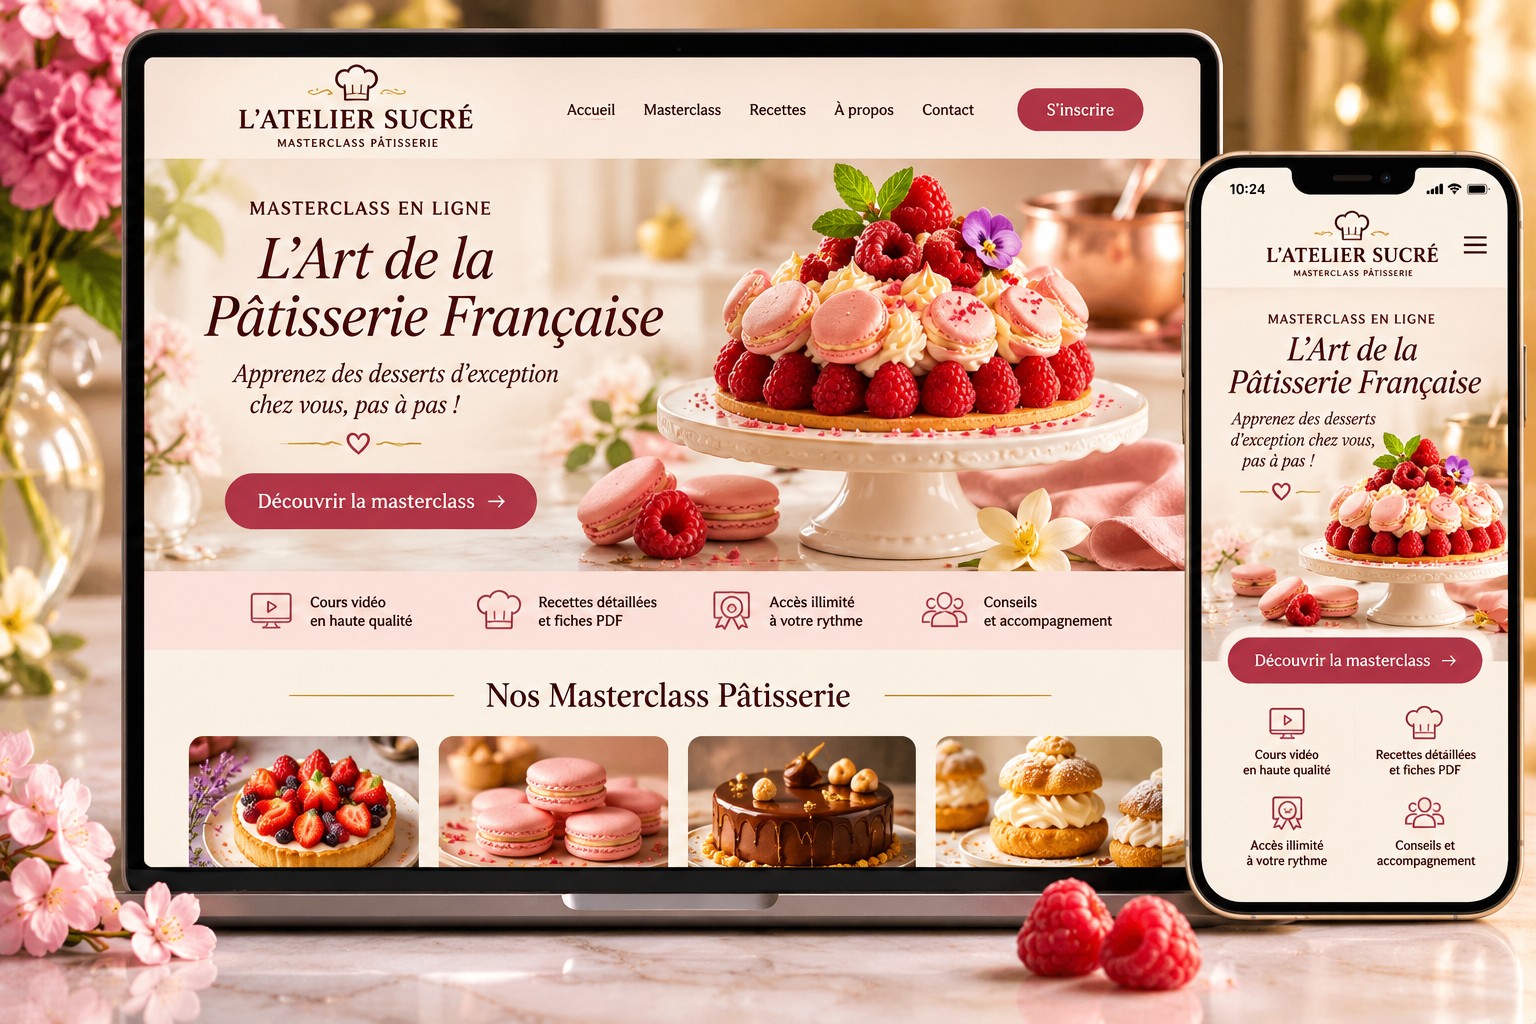 L'ATELIER SUCRÉ
MASTERCLASS PÂTISSERIE
Accueil
Masterclass
Recettes
À propos
Contact
S'inscrire
MASTERCLASS EN LIGNE
L'Art de la
Pâtisserie Française
Apprenez des desserts d'exception
chez vous, pas à pas !
Découvrir la masterclass →
Cours vidéo
en haute qualité
Recettes détaillées
et fiches PDF
Accès illimité
à votre rythme
Conseils
et accompagnement
Nos Masterclass Pâtisserie
10:24
L'ATELIER SUCRÉ
MASTERCLASS PÂTISSERIE
MASTERCLASS EN LIGNE
L'Art de la
Pâtisserie Française
Apprenez des desserts
d'exception chez vous,
pas à pas !
Découvrir la masterclass →
Cours vidéo
en haute qualité
Recettes détáillées
et fiches PDF
Accès illimité
à votre rythme
Conseils et
accompagnement